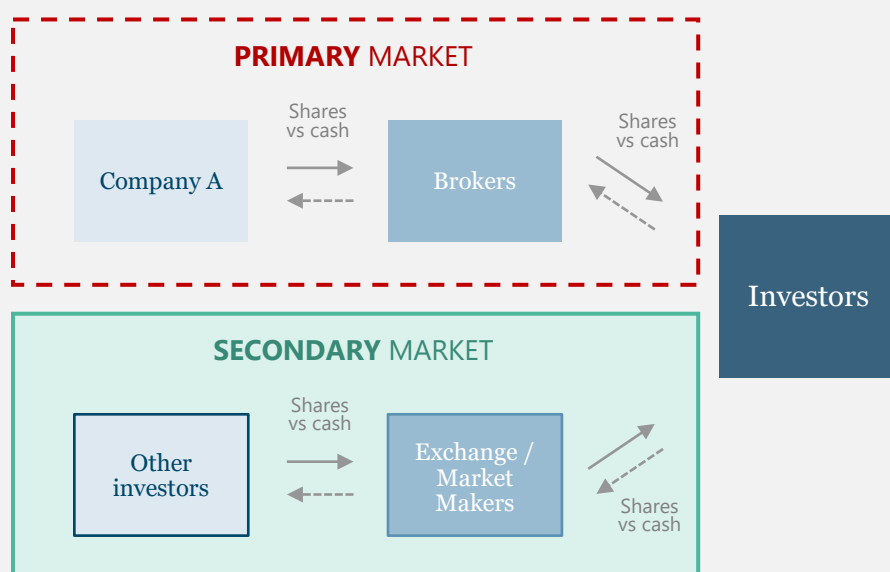 PRIMARY MARKET
Shares
vs cash
Shares
vs cash
Company A
Brokers
Investors
SECONDARY MARKET
Shares
vs cash
Other
investors
Exchange /
Market
Makers
Shares
vs cash